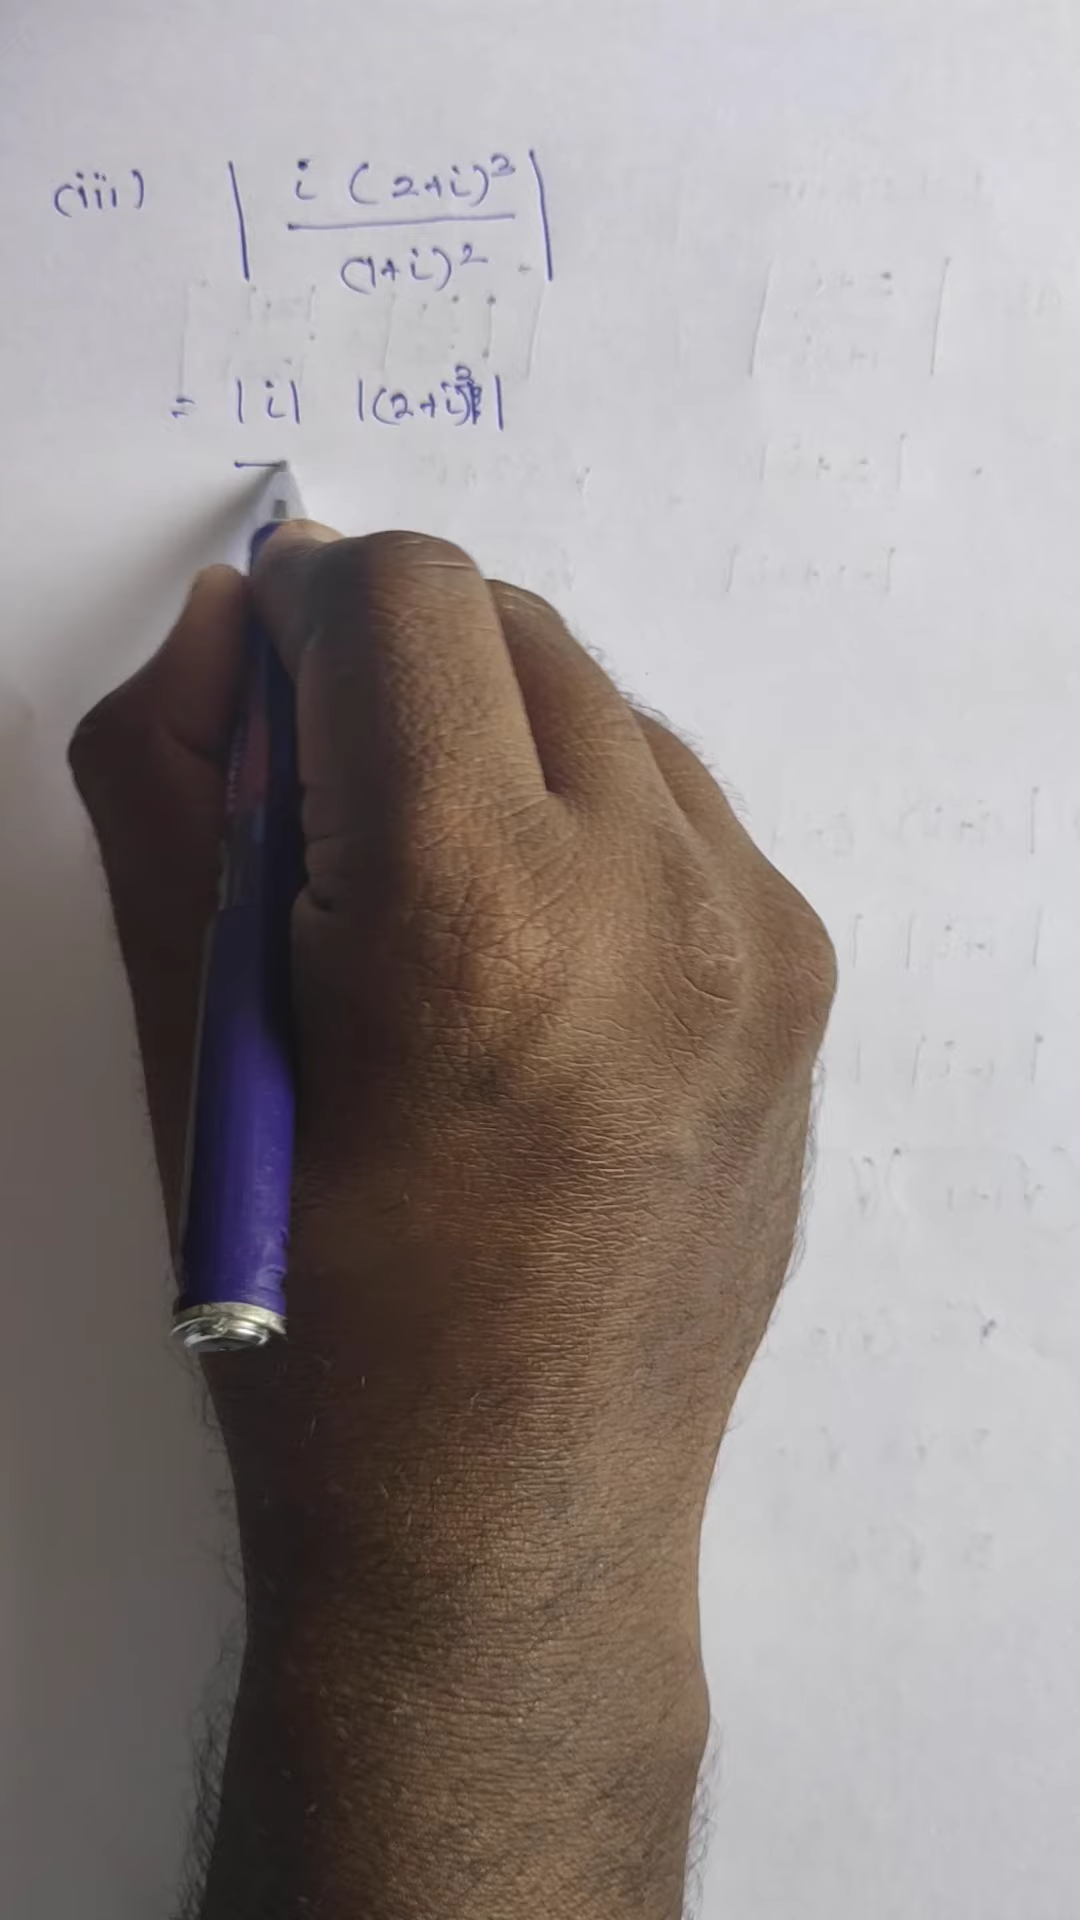 (iii) | i (2+i)³ / (1+i)² |
= |i| |(2+i)³|